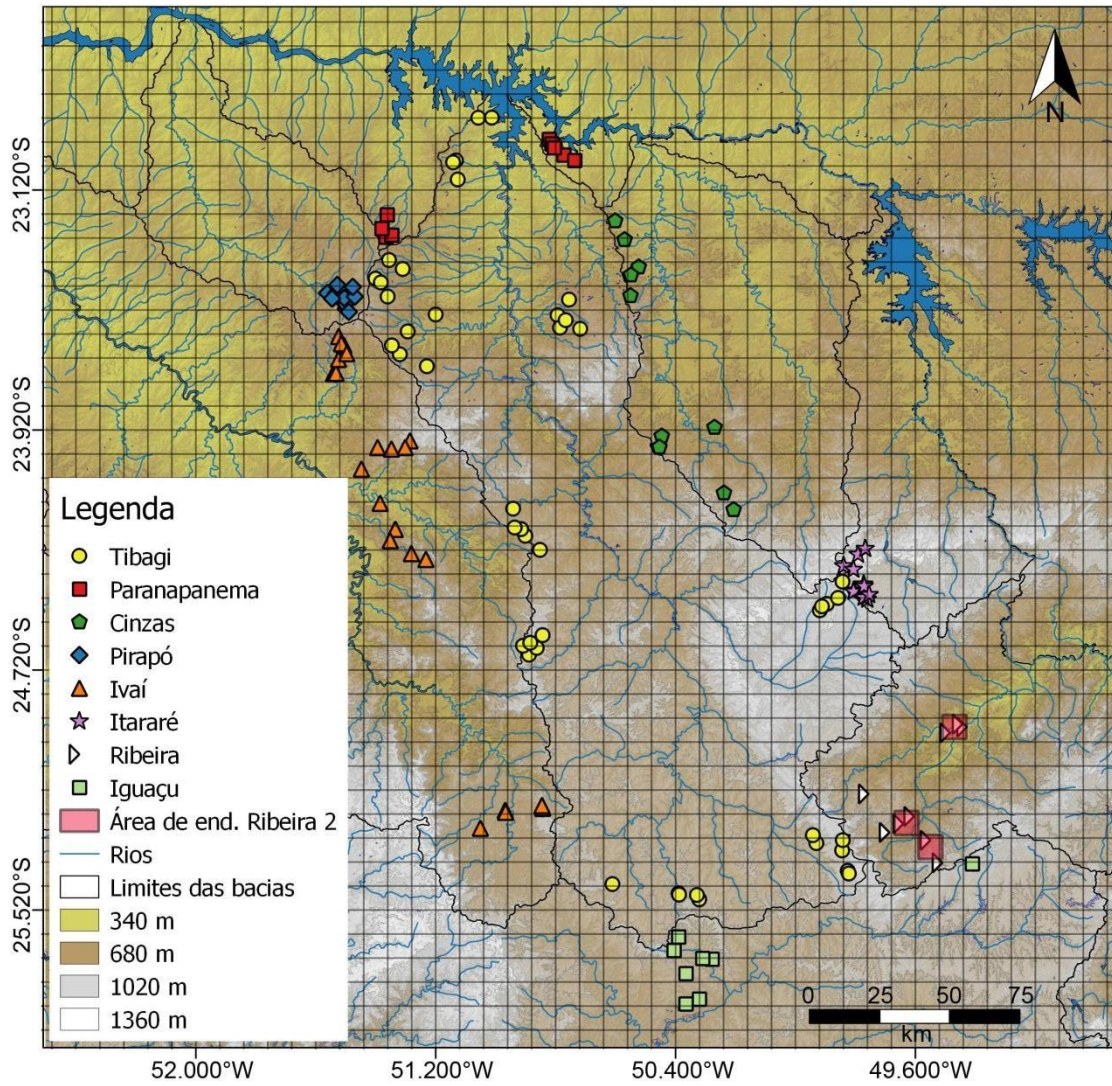 N
23.120°S
23.920°S
24.720°S
25.520°S
Legenda
Tibagi
Paranapanema
Cinzas
Pirapó
Ivaí
Itararé
Ribeira
Iguaçu
Área de end. Ribeira 2
Rios
Limites das bacias
340 m
680 m
1020 m
1360 m
0 25 50 75
km
52.000°W 51.200°W 50.400°W 49.600°W